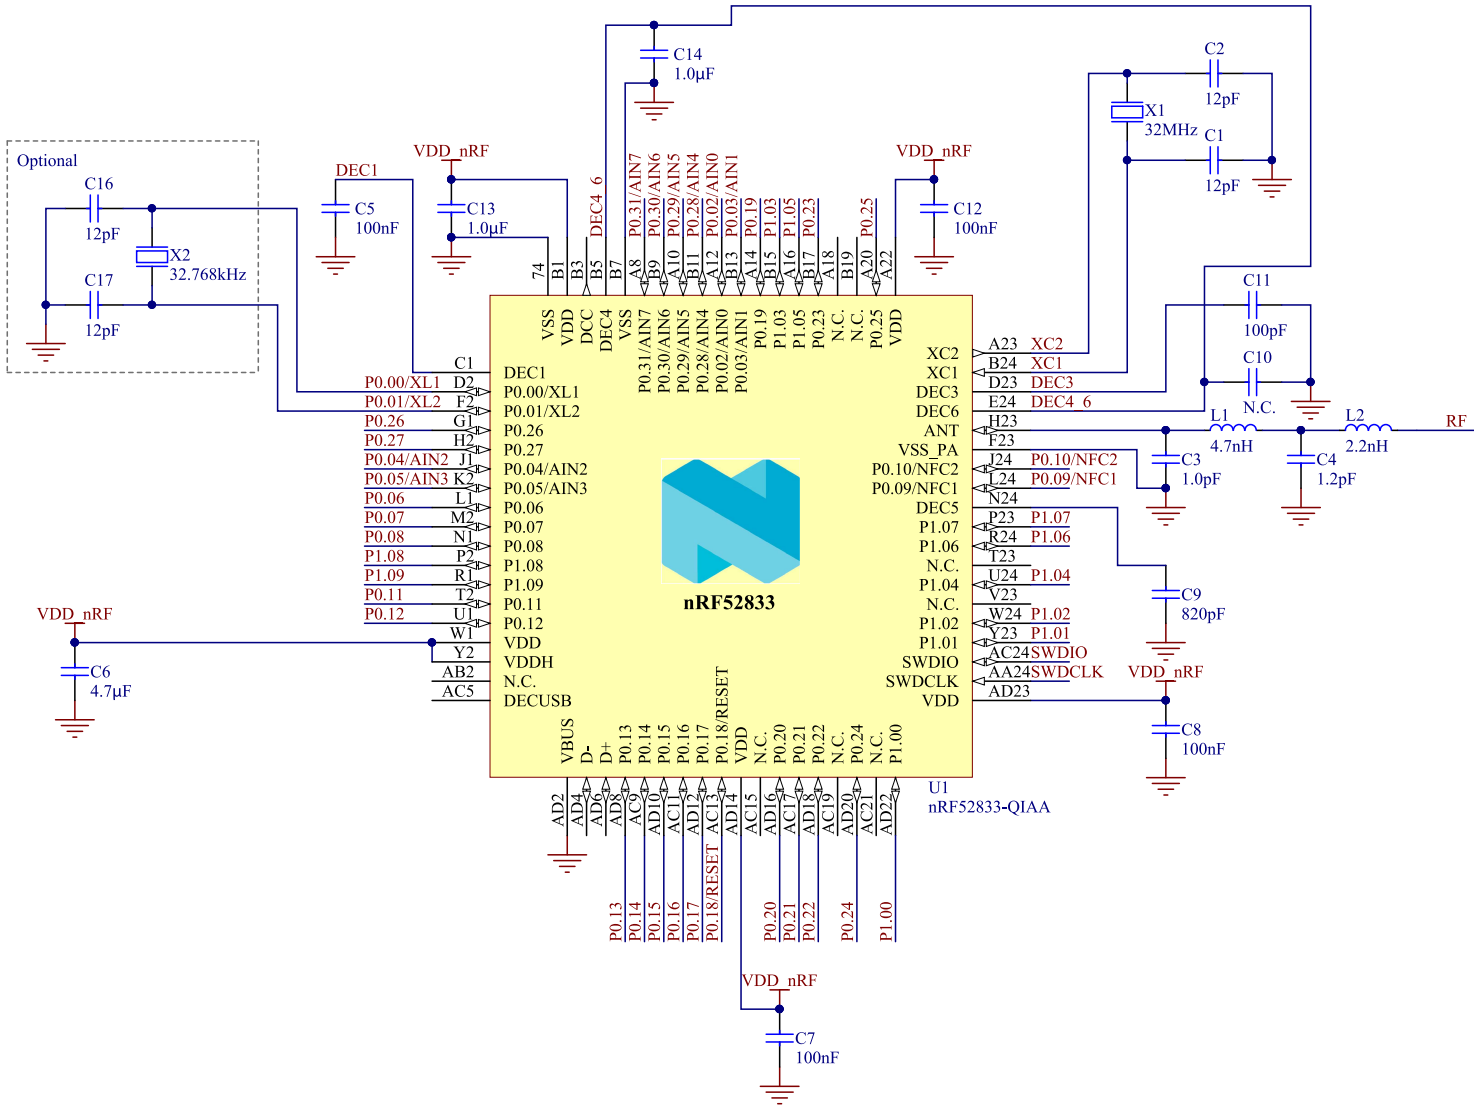 C14
1.0µF
C2
12pF
X1
32MHz
C1
12pF
Optional
C16
12pF
X2
32.768kHz
C17
12pF
DEC1
C5
100nF
VDD_nRF
C13
1.0µF
VDD_nRF
C12
100nF
DEC4_6
P0.31/AIN7
P0.30/AIN6
P0.29/AIN5
P0.28/AIN4
P0.02/AIN0
P0.03/AIN1
P0.19
P1.03
P1.05
P0.23
P0.25
74
B1
B3
B5
B7
A8
B9
A10
B11
A12
B13
A14
B15
A16
B17
A18
B19
A20
A22
VSS
VDD
DCC
DEC4
VSS
P0.31/AIN7
P0.30/AIN6
P0.29/AIN5
P0.28/AIN4
P0.02/AIN0
P0.03/AIN1
P0.19
P1.03
P1.05
P0.23
N.C.
N.C.
P0.25
VDD
C1 DEC1
P0.00/XL1 D2 P0.00/XL1
P0.01/XL2 F2 P0.01/XL2
P0.26 G1 P0.26
P0.27 H2 P0.27
P0.04/AIN2 J1 P0.04/AIN2
P0.05/AIN3 K2 P0.05/AIN3
P0.06 L1 P0.06
P0.07 M2 P0.07
P0.08 N1 P0.08
P1.08 P2 P1.08
P1.09 R1 P1.09
P0.11 T2 P0.11
P0.12 U1 P0.12
W1 VDD
Y2 VDDH
AB2 N.C.
AC5 DECUSB
VDD_nRF
C6
4.7µF
nRF52833
XC2 A23 XC2
XC1 B24 XC1
DEC3 D23 DEC3
DEC6 E24 DEC4_6
ANT H23
VSS_PA F23
P0.10/NFC2 J24 P0.10/NFC2
P0.09/NFC1 L24 P0.09/NFC1
DEC5 N24
P1.07 P23 P1.07
P1.06 R24 P1.06
N.C. T23
P1.04 U24 P1.04
N.C. V23
P1.02 W24 P1.02
P1.01 Y23 P1.01
SWDIO AC24 SWDIO
SWDCLK AA24 SWDCLK
VDD AD23
C11
100pF
C10
N.C.
L1
4.7nH
L2
2.2nH
RF
C3
1.0pF
C4
1.2pF
C9
820pF
VDD_nRF
C8
100nF
VBUS
D-
D+
P0.13
P0.14
P0.15
P0.16
P0.17
P0.18/RESET
VDD
N.C.
P0.20
P0.21
P0.22
N.C.
P0.24
N.C.
P1.00
U1
nRF52833-QIAA
AD2
AD4
AD6
AD8
AC9
AD10
AC11
AD12
AC13
AD14
AC15
AD16
AC17
AD18
AC19
AD20
AC21
AD22
P0.13
P0.14
P0.15
P0.16
P0.17
P0.18/RESET
P0.20
P0.21
P0.22
P0.24
P1.00
VDD_nRF
C7
100nF